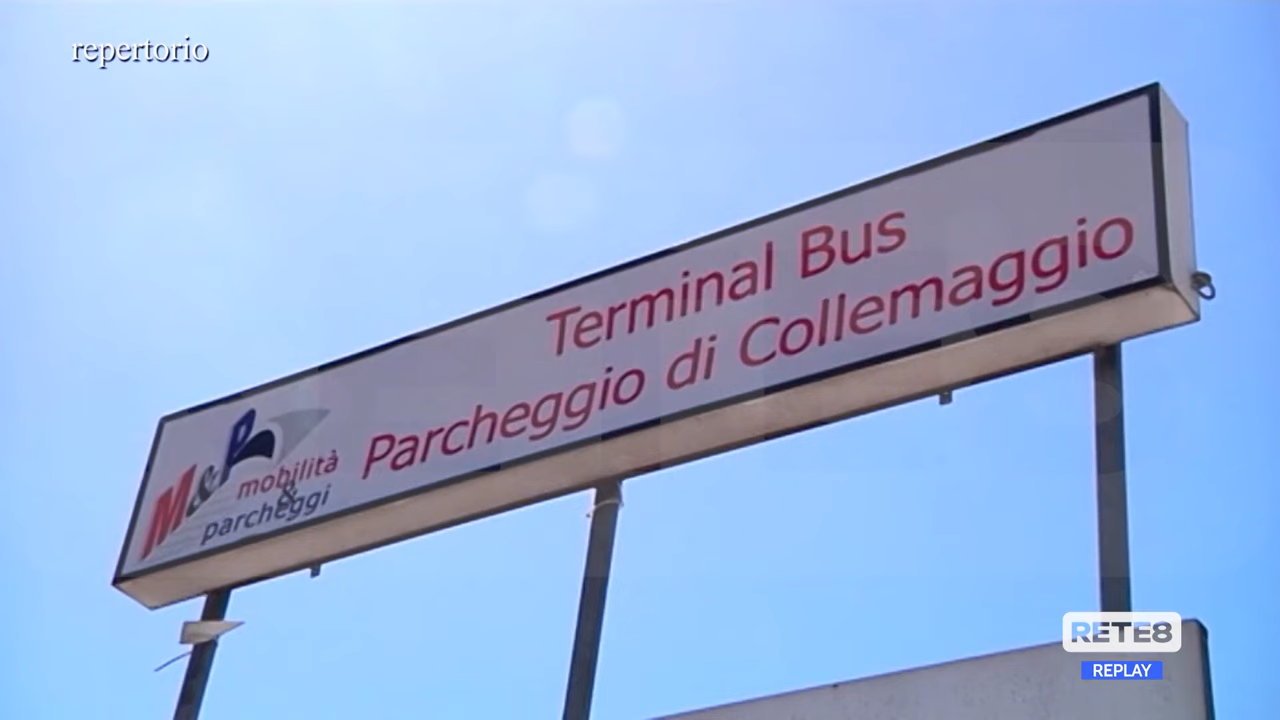 repertorio
Terminal Bus
Parcheggio di Collemaggio
M&P
mobilità
&
parcheggi
RETE8
REPLAY